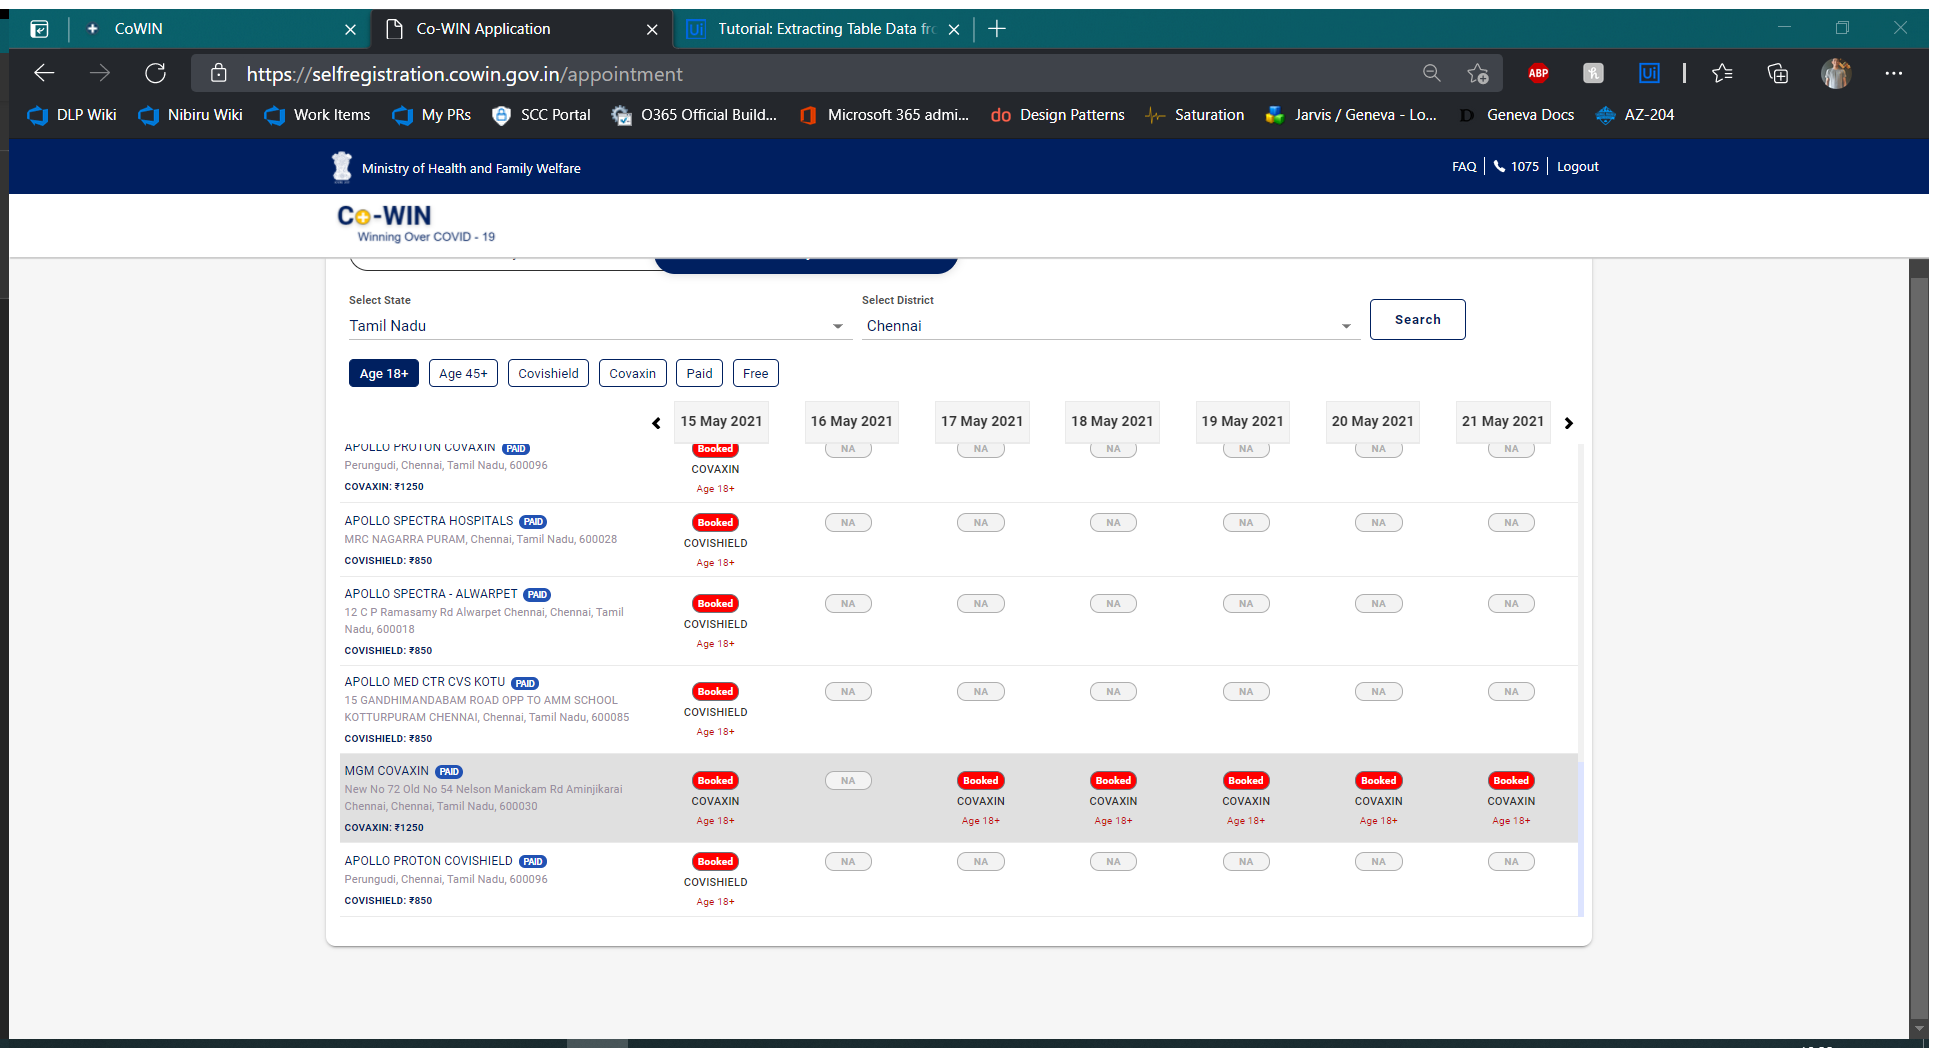 CoWIN
Co-WIN Application
Tutorial: Extracting Table Data fro
https://selfregistration.cowin.gov.in/appointment
ABP
Ui
DLP Wiki
Nibiru Wiki
Work Items
My PRs
SCC Portal
O365 Official Build...
Microsoft 365 admi...
do Design Patterns
Saturation
Jarvis / Geneva - Lo...
D Geneva Docs
AZ-204
Ministry of Health and Family Welfare
FAQ
1075
Logout
Co-WIN
Winning Over COVID - 19
Select State
Select District
Tamil Nadu
Chennai
Search
Age 18+ Age 45+ Covishield Covaxin Paid Free
15 May 2021 16 May 2021 17 May 2021 18 May 2021 19 May 2021 20 May 2021 21 May 2021
APOLLO PROTON COVAXIN PAID Booked NA NA NA NA NA NA
Perungudi, Chennai, Tamil Nadu, 600096 COVAXIN
COVAXIN: ₹1250 Age 18+
APOLLO SPECTRA HOSPITALS PAID Booked NA NA NA NA NA NA
MRC NAGARRA PURAM, Chennai, Tamil Nadu, 600028 COVISHIELD
COVISHIELD: ₹850 Age 18+
APOLLO SPECTRA - ALWARPET PAID Booked NA NA NA NA NA NA
12 C P Ramasamy Rd Alwarpet Chennai, Chennai, Tamil COVISHIELD
Nadu, 600018
COVISHIELD: ₹850 Age 18+
APOLLO MED CTR CVS KOTU PAID Booked NA NA NA NA NA NA
15 GANDHIMANDABAM ROAD OPP TO AMM SCHOOL COVISHIELD
KOTTURPURAM CHENNAI, Chennai, Tamil Nadu, 600085
COVISHIELD: ₹850 Age 18+
MGM COVAXIN PAID Booked NA Booked Booked Booked Booked Booked
New No 72 Old No 54 Nelson Manickam Rd Aminjikarai COVAXIN COVAXIN COVAXIN COVAXIN COVAXIN COVAXIN
Chennai, Chennai, Tamil Nadu, 600030
COVAXIN: ₹1250 Age 18+ Age 18+ Age 18+ Age 18+ Age 18+ Age 18+
APOLLO PROTON COVISHIELD PAID Booked NA NA NA NA NA NA
Perungudi, Chennai, Tamil Nadu, 600096 COVISHIELD
COVISHIELD: ₹850 Age 18+